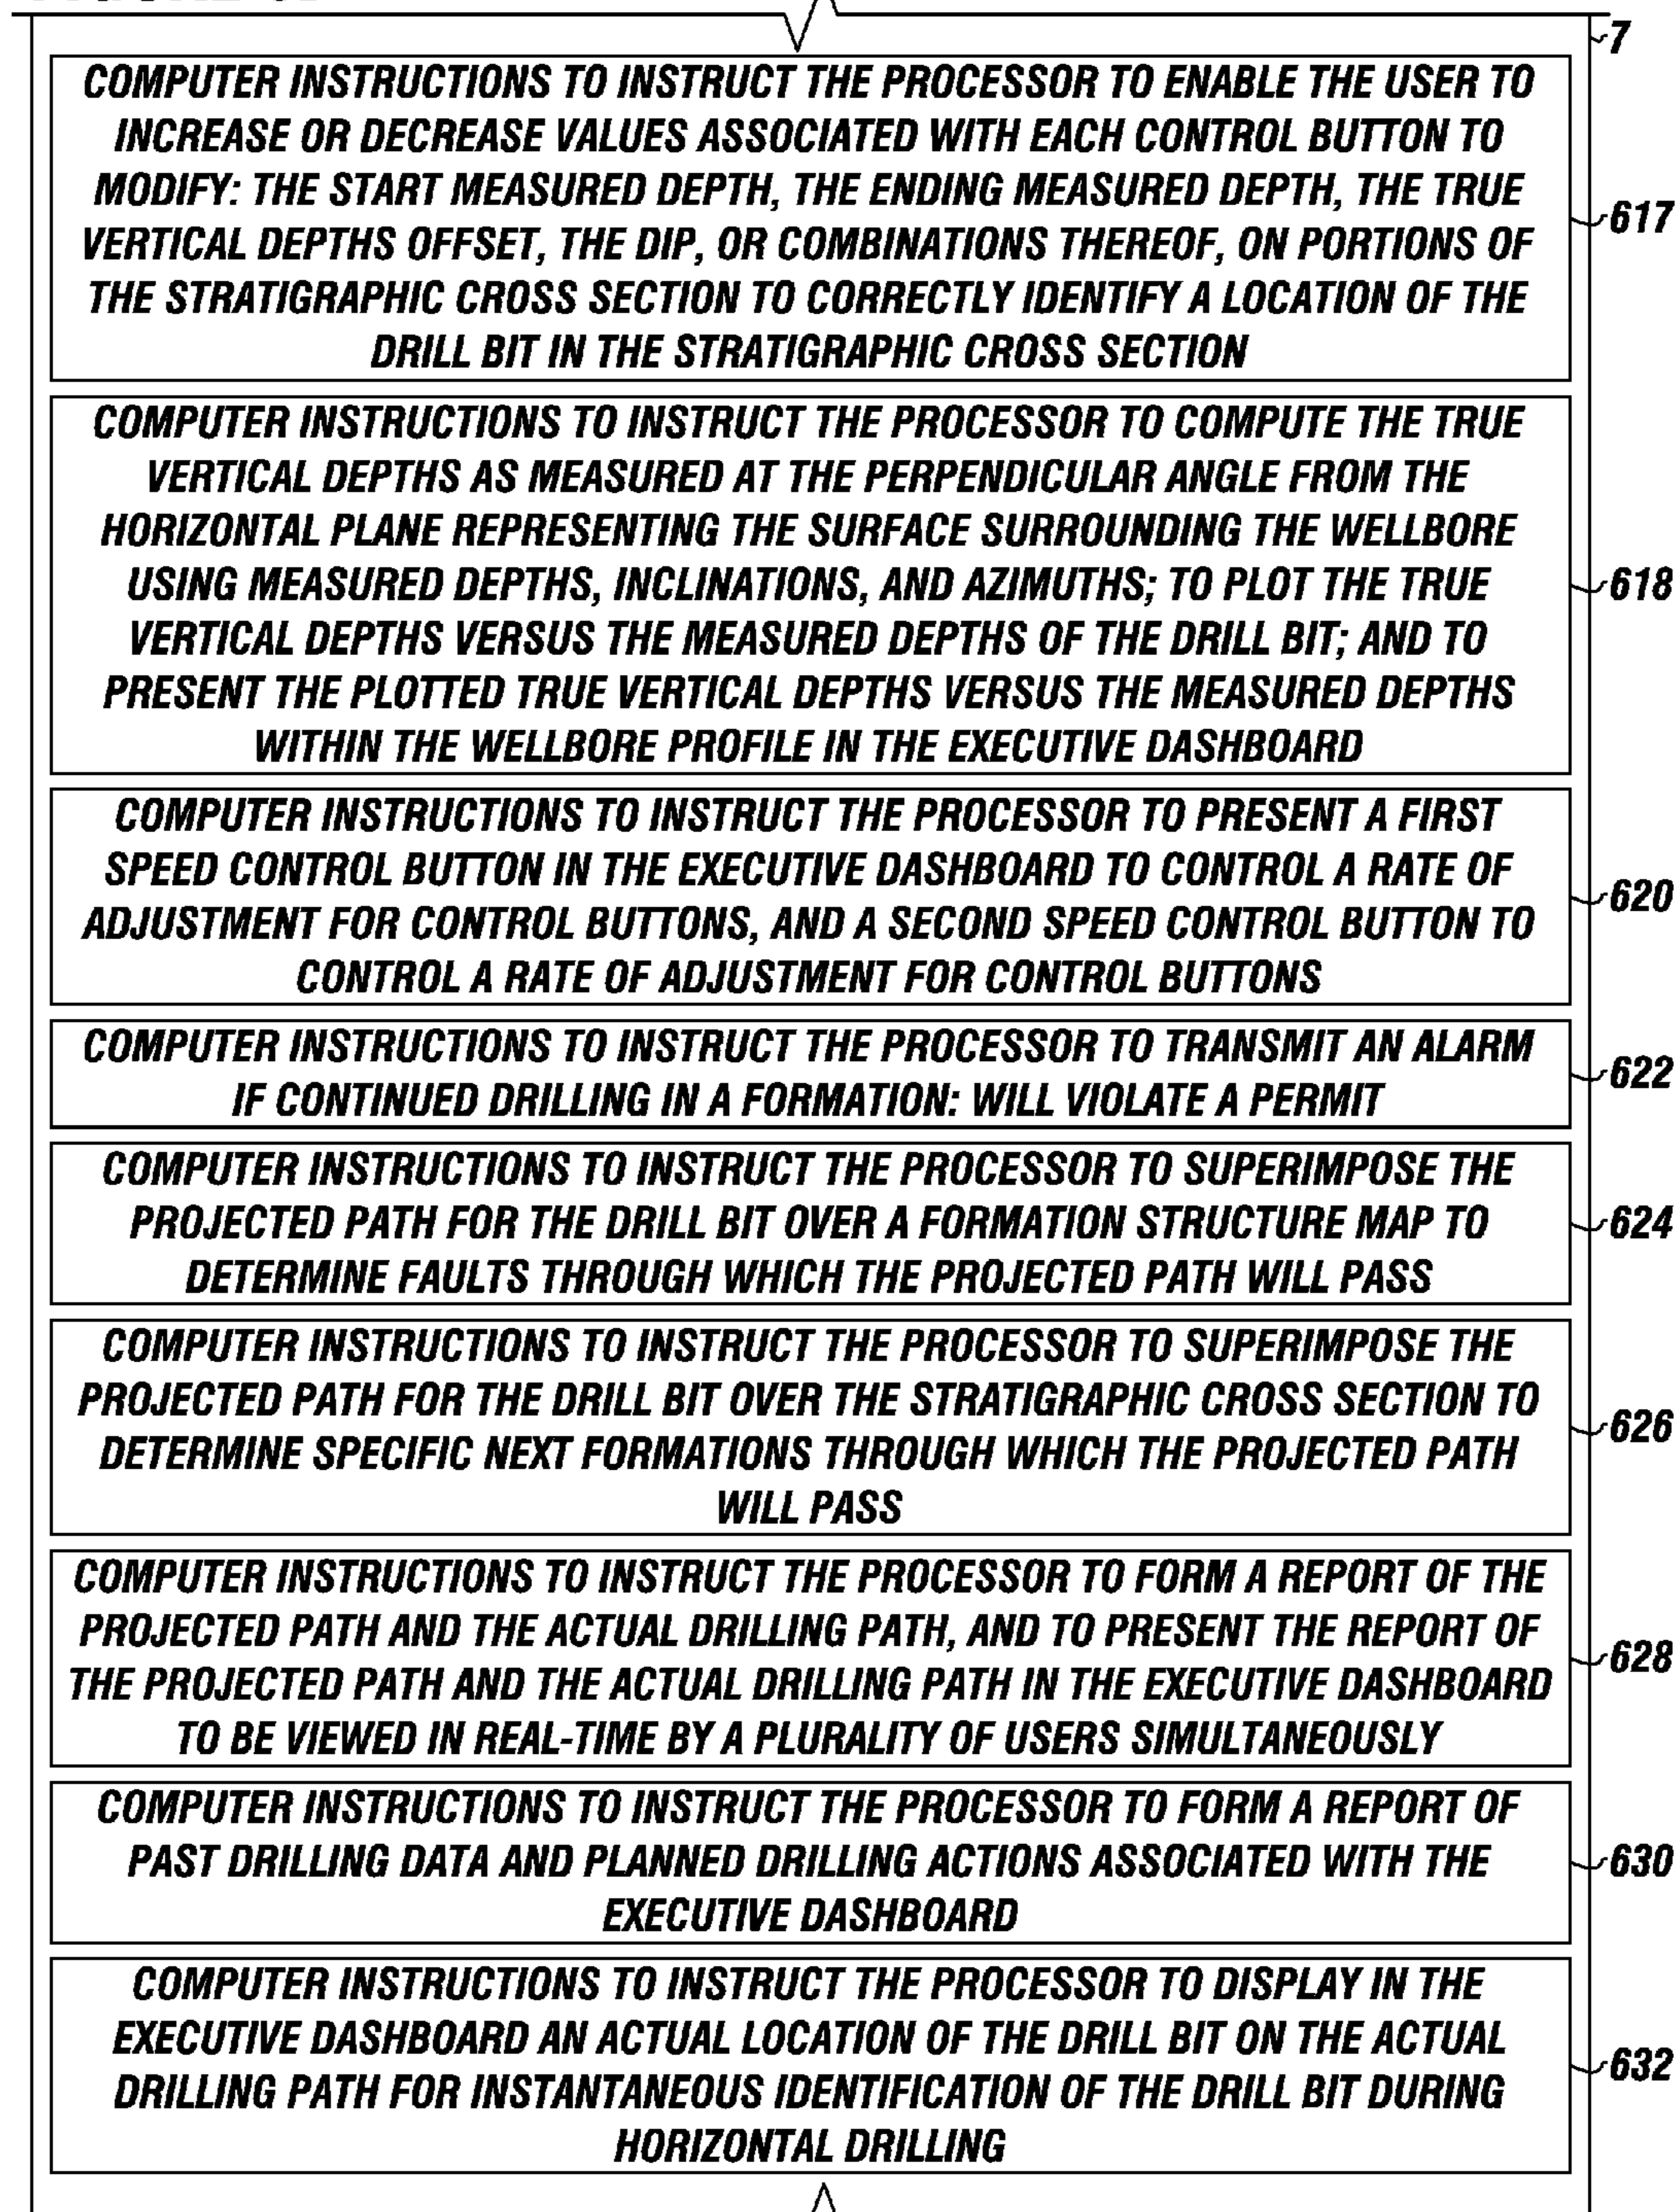 7
COMPUTER INSTRUCTIONS TO INSTRUCT THE PROCESSOR TO ENABLE THE USER TO
INCREASE OR DECREASE VALUES ASSOCIATED WITH EACH CONTROL BUTTON TO
MODIFY: THE START MEASURED DEPTH, THE ENDING MEASURED DEPTH, THE TRUE
VERTICAL DEPTHS OFFSET, THE DIP, OR COMBINATIONS THEREOF, ON PORTIONS OF
THE STRATIGRAPHIC CROSS SECTION TO CORRECTLY IDENTIFY A LOCATION OF THE
DRILL BIT IN THE STRATIGRAPHIC CROSS SECTION
617
COMPUTER INSTRUCTIONS TO INSTRUCT THE PROCESSOR TO COMPUTE THE TRUE
VERTICAL DEPTHS AS MEASURED AT THE PERPENDICULAR ANGLE FROM THE
HORIZONTAL PLANE REPRESENTING THE SURFACE SURROUNDING THE WELLBORE
USING MEASURED DEPTHS, INCLINATIONS, AND AZIMUTHS; TO PLOT THE TRUE
VERTICAL DEPTHS VERSUS THE MEASURED DEPTHS OF THE DRILL BIT; AND TO
PRESENT THE PLOTTED TRUE VERTICAL DEPTHS VERSUS THE MEASURED DEPTHS
WITHIN THE WELLBORE PROFILE IN THE EXECUTIVE DASHBOARD
618
COMPUTER INSTRUCTIONS TO INSTRUCT THE PROCESSOR TO PRESENT A FIRST
SPEED CONTROL BUTTON IN THE EXECUTIVE DASHBOARD TO CONTROL A RATE OF
ADJUSTMENT FOR CONTROL BUTTONS, AND A SECOND SPEED CONTROL BUTTON TO
CONTROL A RATE OF ADJUSTMENT FOR CONTROL BUTTONS
620
COMPUTER INSTRUCTIONS TO INSTRUCT THE PROCESSOR TO TRANSMIT AN ALARM
IF CONTINUED DRILLING IN A FORMATION: WILL VIOLATE A PERMIT
622
COMPUTER INSTRUCTIONS TO INSTRUCT THE PROCESSOR TO SUPERIMPOSE THE
PROJECTED PATH FOR THE DRILL BIT OVER A FORMATION STRUCTURE MAP TO
DETERMINE FAULTS THROUGH WHICH THE PROJECTED PATH WILL PASS
624
COMPUTER INSTRUCTIONS TO INSTRUCT THE PROCESSOR TO SUPERIMPOSE THE
PROJECTED PATH FOR THE DRILL BIT OVER THE STRATIGRAPHIC CROSS SECTION TO
DETERMINE SPECIFIC NEXT FORMATIONS THROUGH WHICH THE PROJECTED PATH
WILL PASS
626
COMPUTER INSTRUCTIONS TO INSTRUCT THE PROCESSOR TO FORM A REPORT OF THE
PROJECTED PATH AND THE ACTUAL DRILLING PATH, AND TO PRESENT THE REPORT OF
THE PROJECTED PATH AND THE ACTUAL DRILLING PATH IN THE EXECUTIVE DASHBOARD
TO BE VIEWED IN REAL-TIME BY A PLURALITY OF USERS SIMULTANEOUSLY
628
COMPUTER INSTRUCTIONS TO INSTRUCT THE PROCESSOR TO FORM A REPORT OF
PAST DRILLING DATA AND PLANNED DRILLING ACTIONS ASSOCIATED WITH THE
EXECUTIVE DASHBOARD
630
COMPUTER INSTRUCTIONS TO INSTRUCT THE PROCESSOR TO DISPLAY IN THE
EXECUTIVE DASHBOARD AN ACTUAL LOCATION OF THE DRILL BIT ON THE ACTUAL
DRILLING PATH FOR INSTANTANEOUS IDENTIFICATION OF THE DRILL BIT DURING
HORIZONTAL DRILLING
632